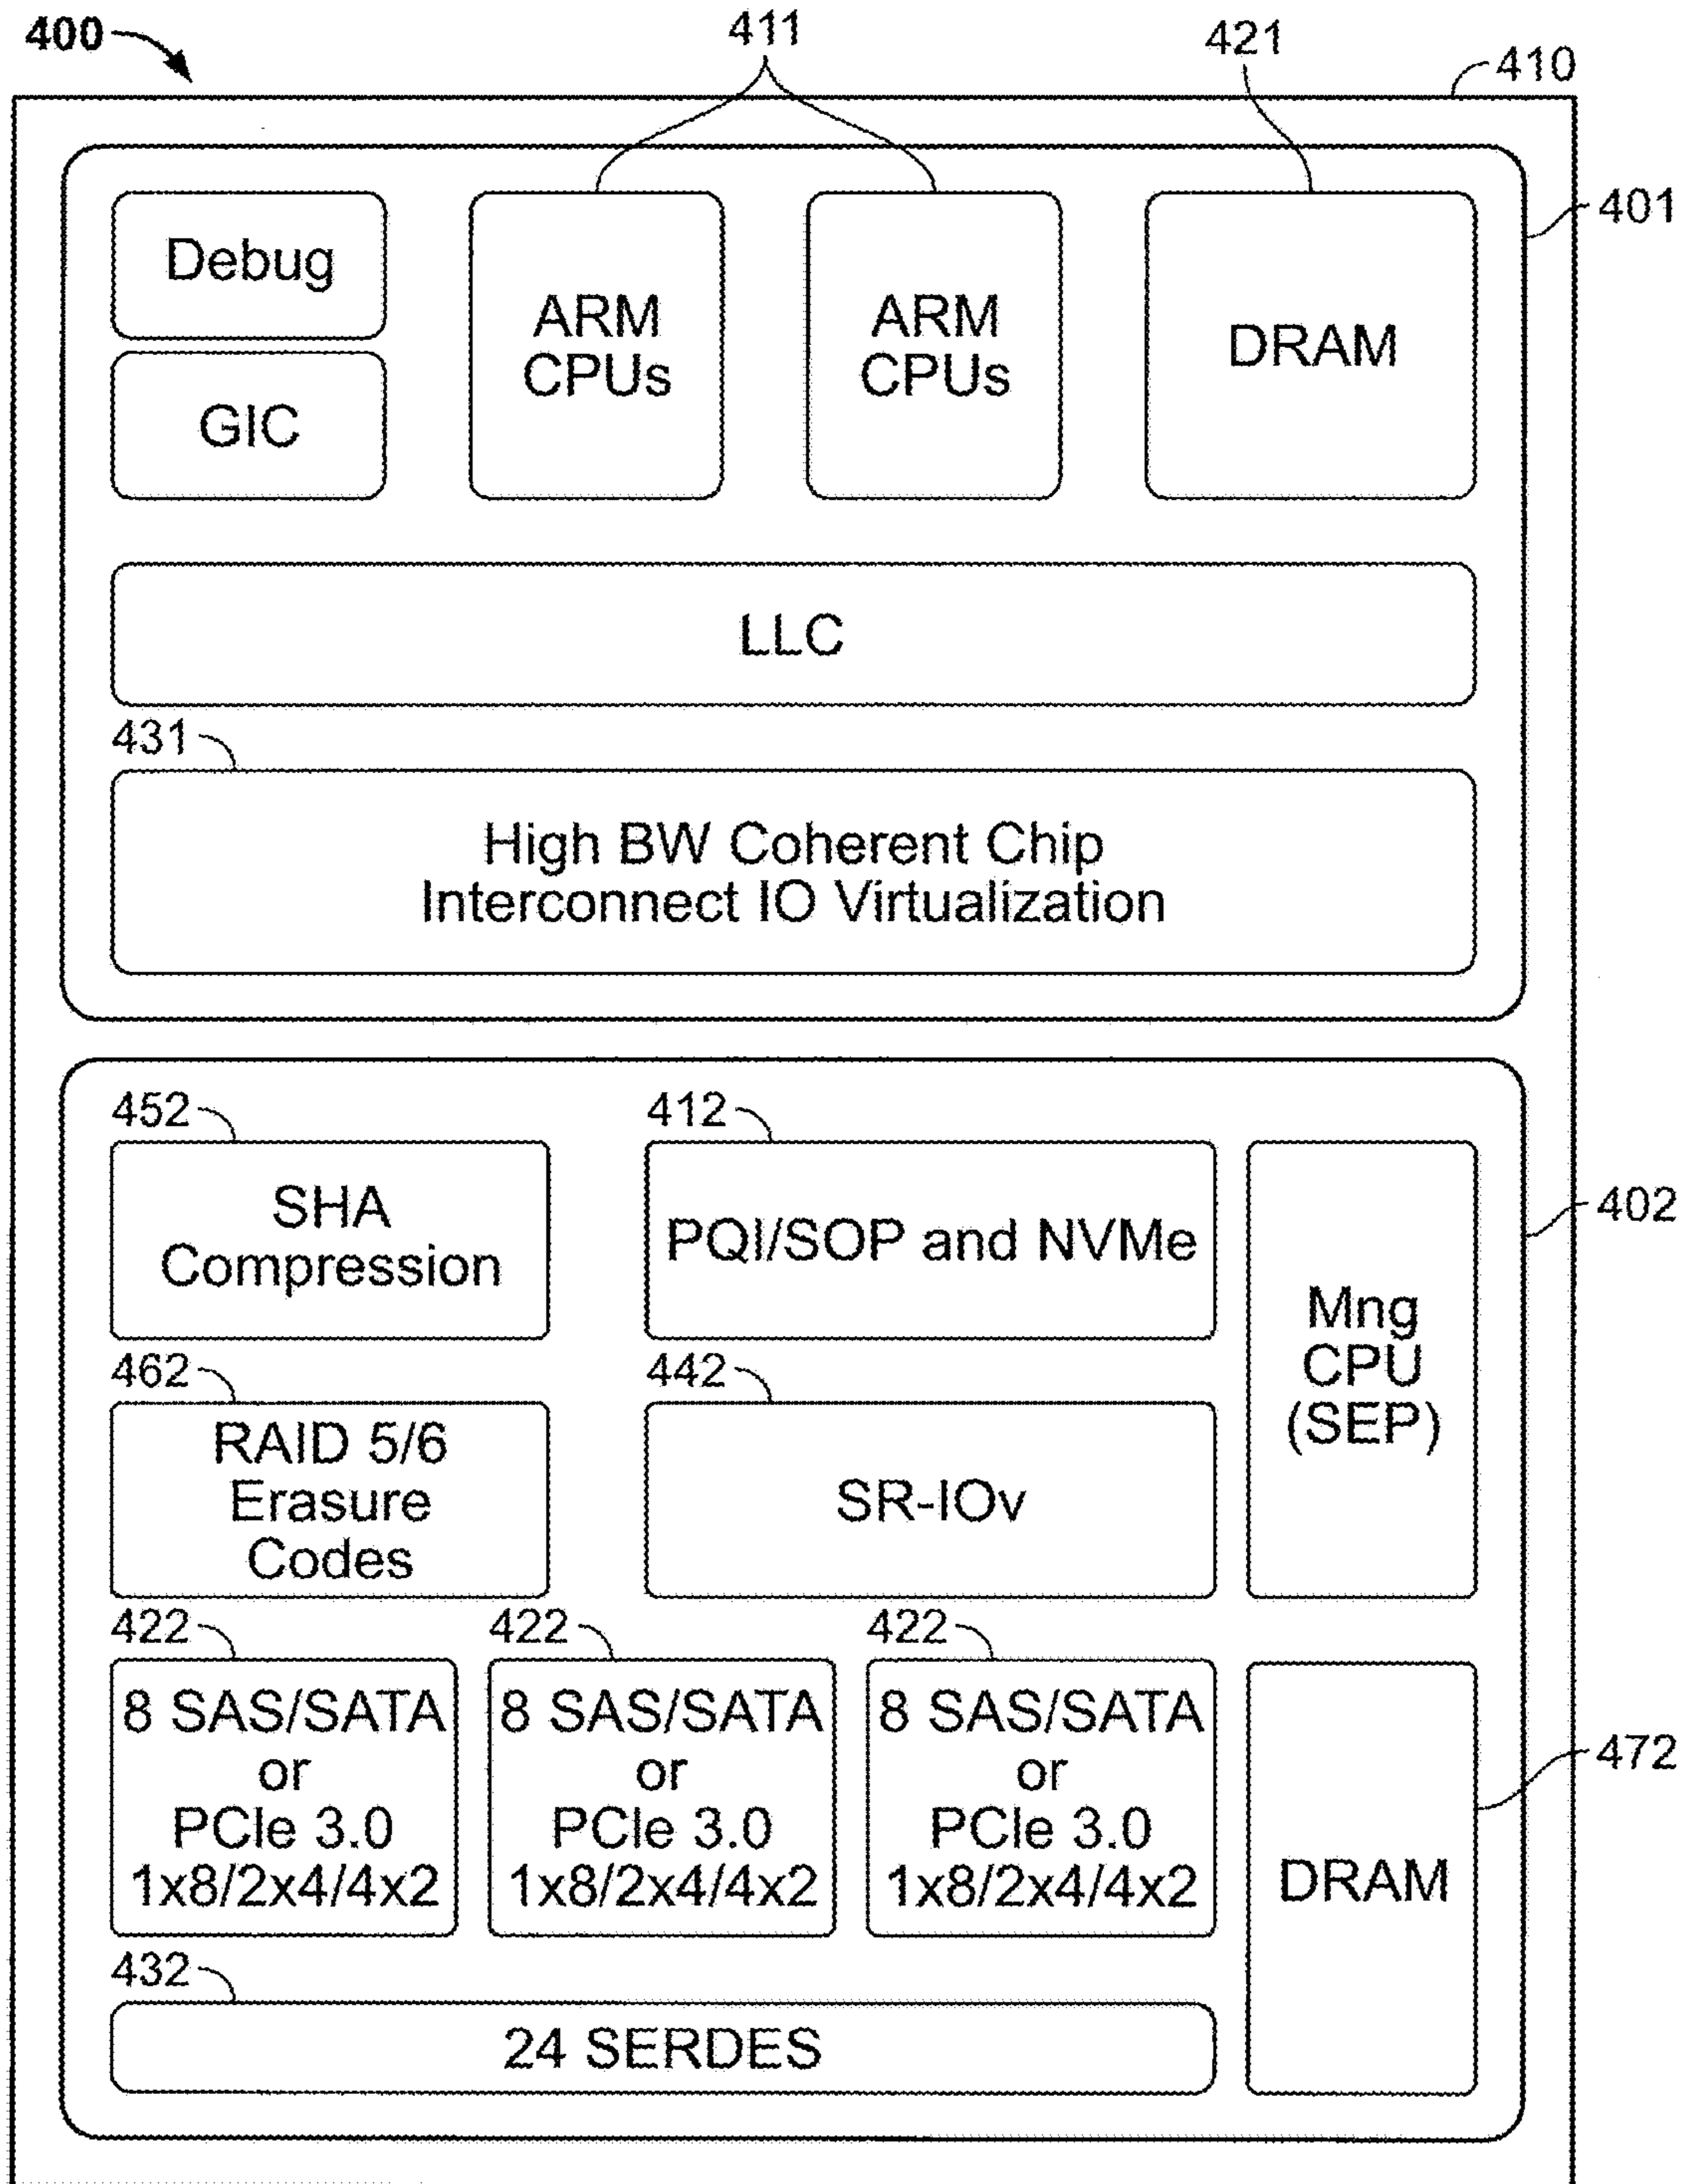 400
411
421
410
401
Debug
GIC
ARM
CPUs
ARM
CPUs
DRAM
LLC
431
High BW Coherent Chip
Interconnect IO Virtualization
452
SHA
Compression
412
PQI/SOP and NVMe
Mng
CPU
(SEP)
402
462
RAID 5/6
Erasure
Codes
442
SR-IOv
422
8 SAS/SATA
or
PCIe 3.0
1x8/2x4/4x2
422
8 SAS/SATA
or
PCIe 3.0
1x8/2x4/4x2
422
8 SAS/SATA
or
PCIe 3.0
1x8/2x4/4x2
DRAM
472
432
24 SERDES